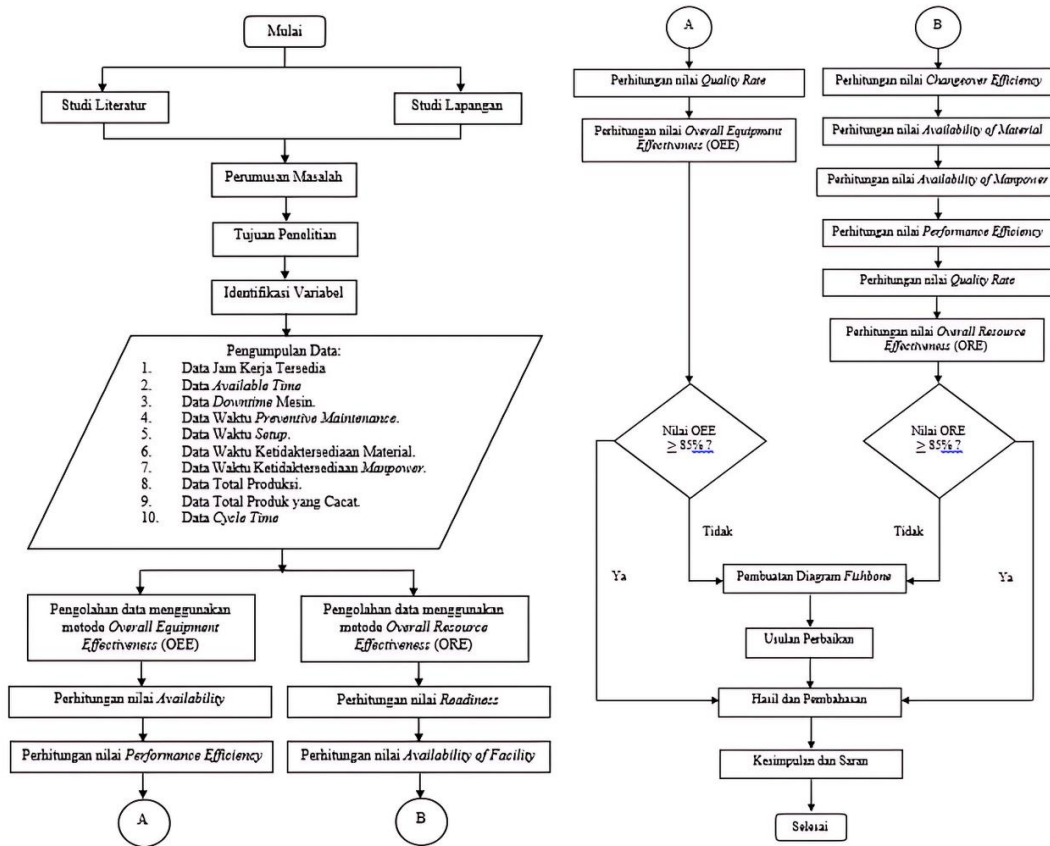 Mulai
Studi Literatur
Studi Lapangan
Perumusan Masalah
Tujuan Penelitian
Identifikasi Variabel
Pengumpulan Data:
1. Data Jam Kerja Tersedia
2. Data Available Time
3. Data Downtime Mesin.
4. Data Waktu Preventive Maintenance.
5. Data Waktu Setup.
6. Data Waktu Ketidaktersediaan Material.
7. Data Waktu Ketidaktersediaan Manpower.
8. Data Total Produksi.
9. Data Total Produk yang Cacat.
10. Data Cycle Time
Pengolahan data menggunakan
metode Overall Equipment
Effectiveness (OEE)
Perhitungan nilai Availability
Perhitungan nilai Performance Efficiency
A
Pengolahan data menggunakan
metode Overall Resource
Effectiveness (ORE)
Perhitungan nilai Readiness
Perhitungan nilai Availability of Facility
B
A
Perhitungan nilai Quality Rate
Perhitungan nilai Overall Equipment
Effectiveness (OEE)
Nilai OEE
≥ 85% ?
Tidak
Ya
B
Perhitungan nilai Changeover Efficiency
Perhitungan nilai Availability of Material
Perhitungan nilai Availability of Manpower
Perhitungan nilai Performance Efficiency
Perhitungan nilai Quality Rate
Perhitungan nilai Overall Resource
Effectiveness (ORE)
Nilai ORE
≥ 85% ?
Tidak
Ya
Pembuatan Diagram Fishbone
Usulan Perbaikan
Hasil dan Pembahasan
Kesimpulan dan Saran
Selesai